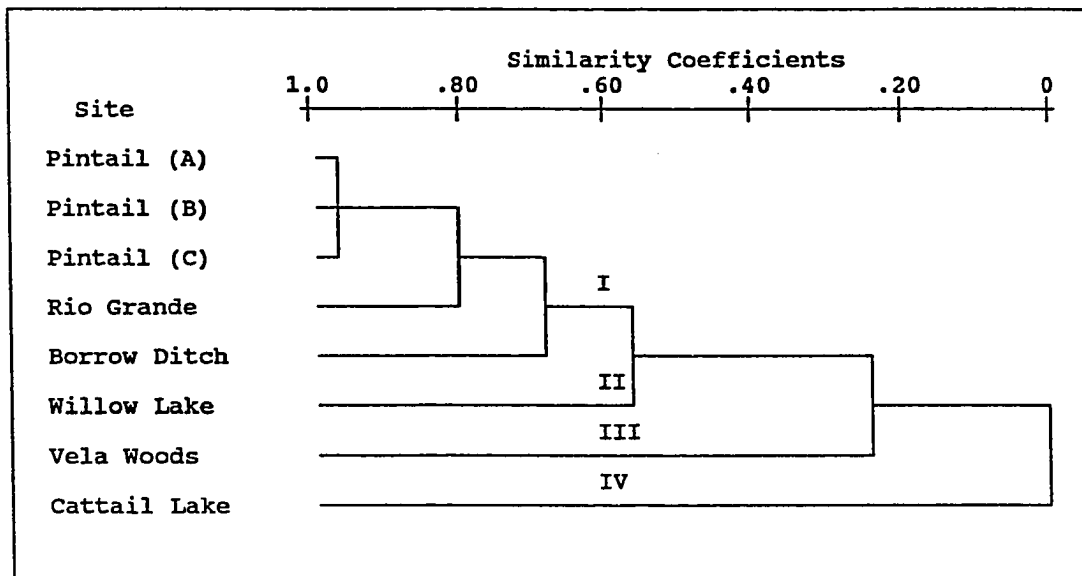 Similarity Coefficients
1.0 .80 .60 .40 .20 0
Site
Pintail (A)
Pintail (B)
Pintail (C)
Rio Grande
I
Borrow Ditch
II
Willow Lake
III
Vela Woods
IV
Cattail Lake